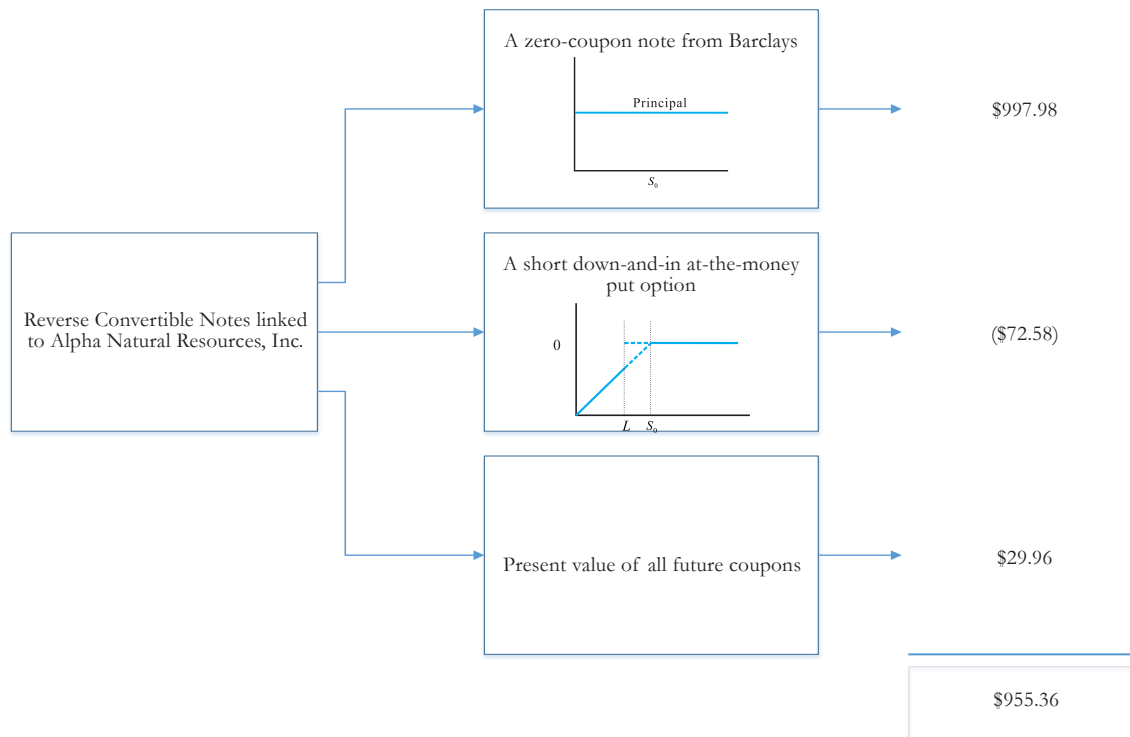 A zero-coupon note from Barclays
Principal
S₀
$997.98
Reverse Convertible Notes linked
to Alpha Natural Resources, Inc.
A short down-and-in at-the-money
put option
0
L S₀
($72.58)
Present value of all future coupons
$29.96
$955.36